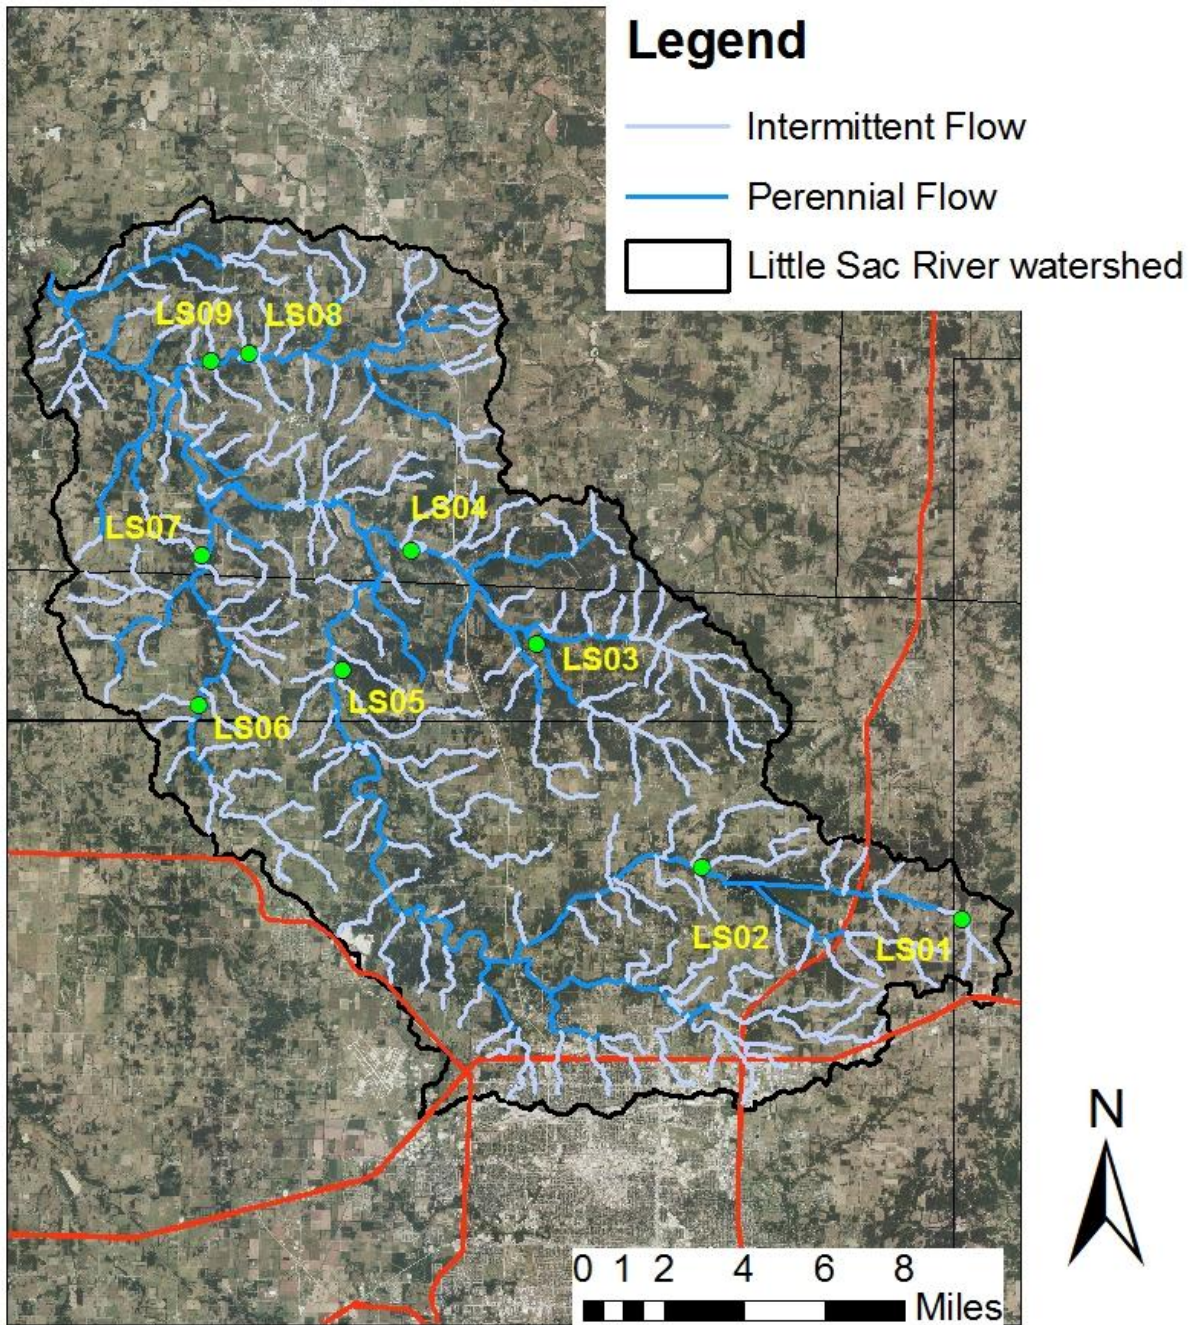 Legend
Intermittent Flow
Perennial Flow
Little Sac River watershed
LS09 LS08
LS04
LS07
LS03
LS05
LS06
LS02
LS01
N
0 1 2 4 6 8
Miles